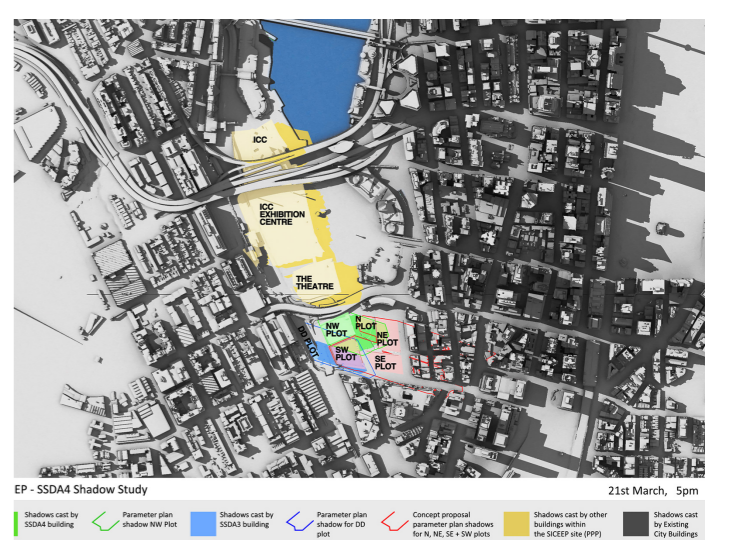 ICC
ICC
EXHIBITION
CENTRE
THE
THEATRE
DD PLOT
NW
PLOT
N
PLOT
NE
PLOT
SW
PLOT
SE
PLOT
EP - SSDA4 Shadow Study
21st March, 5pm
Shadows cast by
SSDA4 building
Parameter plan
shadow NW Plot
Shadows cast by
SSDA3 building
Parameter plan
shadow for DD
plot
Concept proposal
parameter plan shadows
for N, NE, SE + SW plots
Shadows cast by other
buildings within
the SICEEP site (PPP)
Shadows cast
by Existing
City Buildings